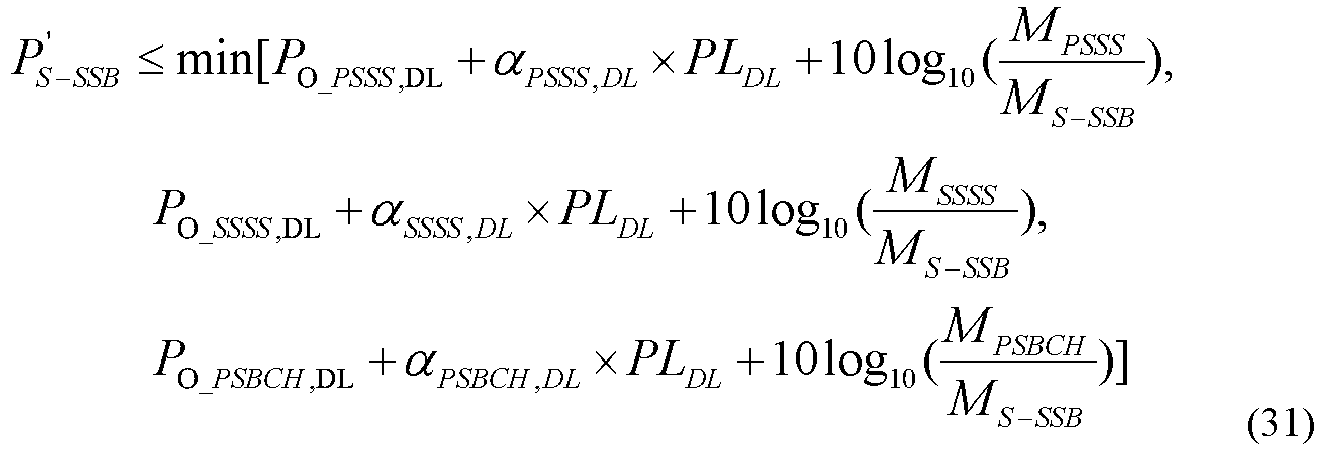 P'_{S-SSB} ≤ min[P_{O_PSSS,DL} + α_{PSSS,DL} × PL_{DL} + 10log_{10}(M_{PSSS}/M_{S-SSB}),
P_{O_SSSS,DL} + α_{SSSS,DL} × PL_{DL} + 10log_{10}(M_{SSSS}/M_{S-SSB}),
P_{O_PSBCH,DL} + α_{PSBCH,DL} × PL_{DL} + 10log_{10}(M_{PSBCH}/M_{S-SSB})]
(31)